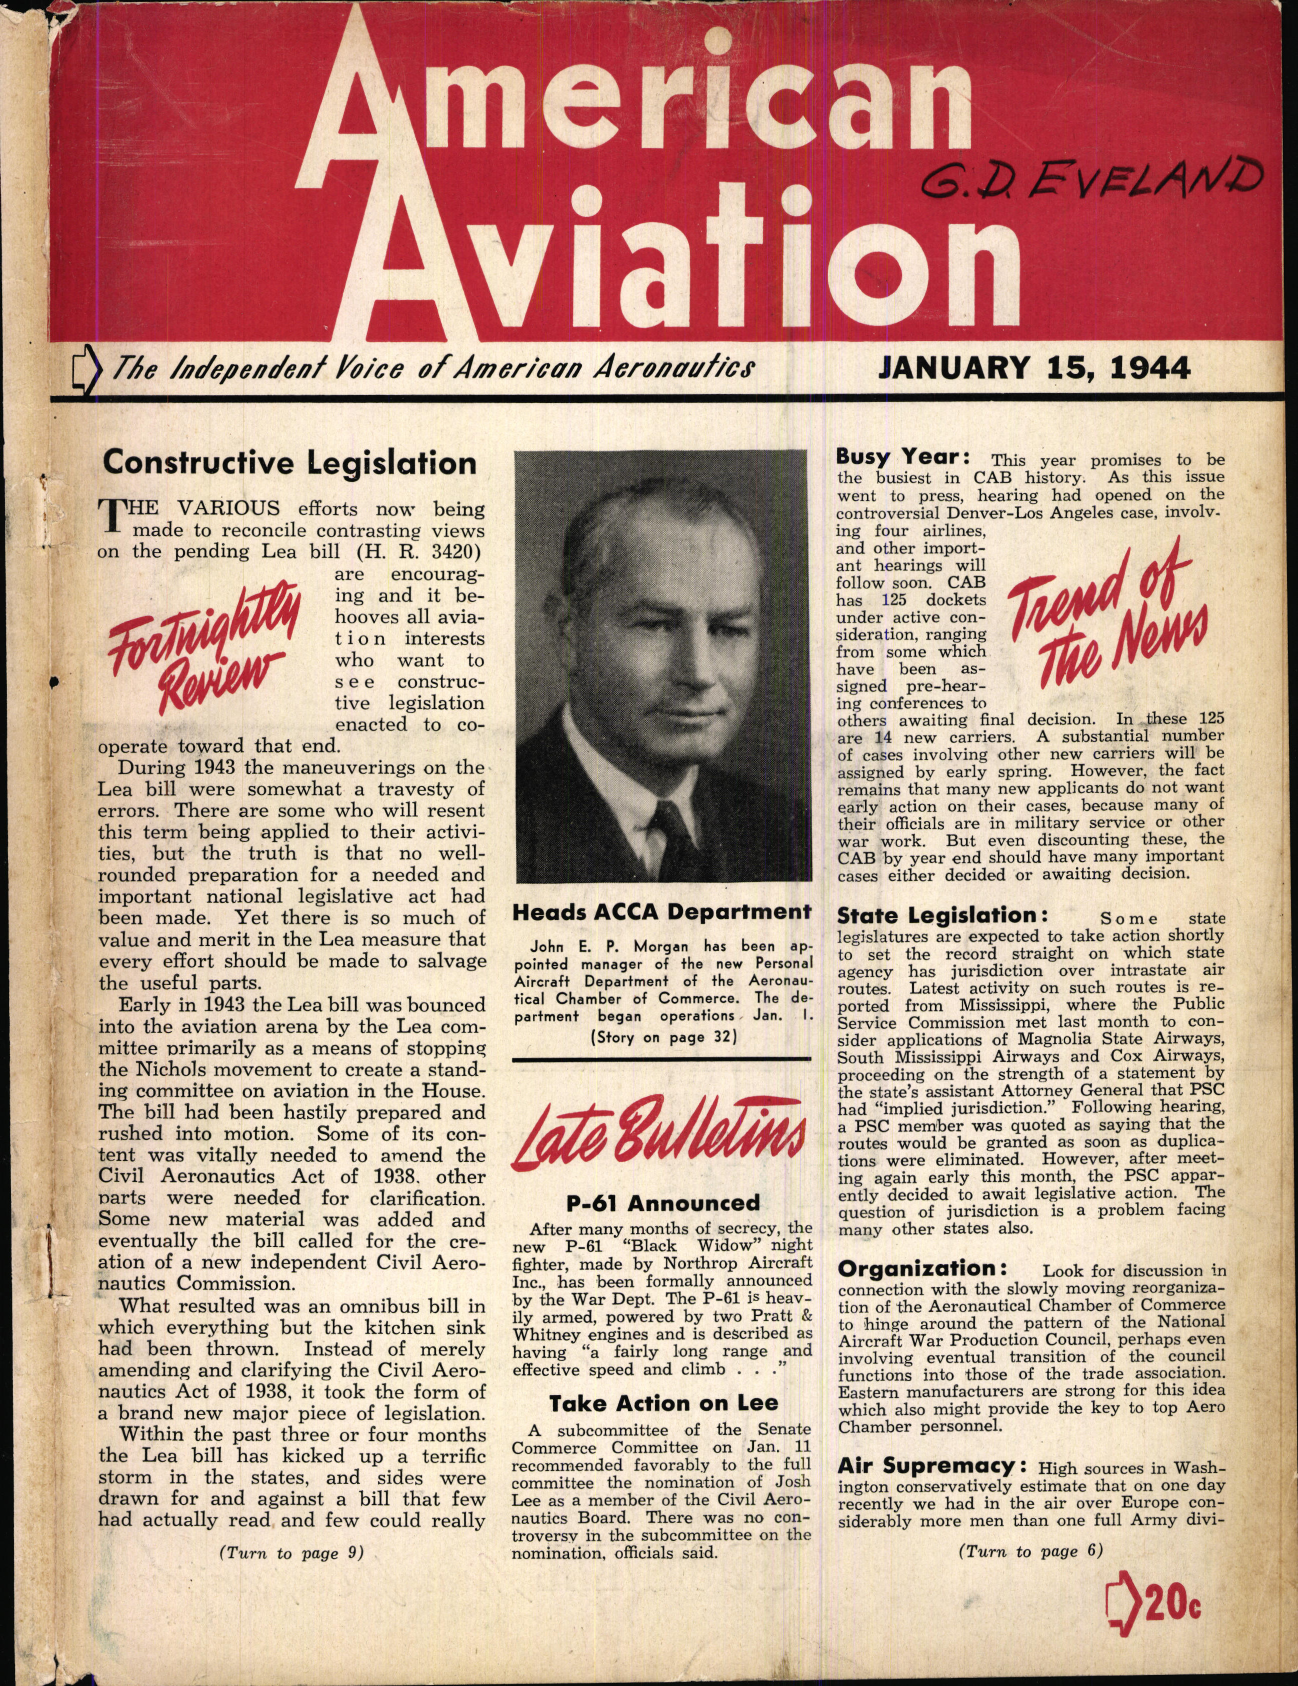 American
Aviation
G.D. EVELAND
The Independent Voice of American Aeronautics
JANUARY 15, 1944
Constructive Legislation
THE VARIOUS efforts now being
made to reconcile contrasting views
on the pending Lea bill (H. R. 3420)
are encourag-
ing and it be-
hooves all avia-
tion interests
who want to
see construc-
tive legislation
enacted to co-
operate toward that end.
Fortnightly
Review
During 1943 the maneuverings on the
Lea bill were somewhat a travesty of
errors. There are some who will resent
this term being applied to their activi-
ties, but the truth is that no well-
rounded preparation for a needed and
important national legislative act had
been made. Yet there is so much of
value and merit in the Lea measure that
every effort should be made to salvage
the useful parts.
Early in 1943 the Lea bill was bounced
into the aviation arena by the Lea com-
mittee primarily as a means of stopping
the Nichols movement to create a stand-
ing committee on aviation in the House.
The bill had been hastily prepared and
rushed into motion. Some of its con-
tent was vitally needed to amend the
Civil Aeronautics Act of 1938, other
parts were needed for clarification.
Some new material was added and
eventually the bill called for the cre-
ation of a new independent Civil Aero-
nautics Commission.
What resulted was an omnibus bill in
which everything but the kitchen sink
had been thrown. Instead of merely
amending and clarifying the Civil Aero-
nautics Act of 1938, it took the form of
a brand new major piece of legislation.
Within the past three or four months
the Lea bill has kicked up a terrific
storm in the states, and sides were
drawn for and against a bill that few
had actually read and few could really
(Turn to page 9)
Heads ACCA Department
John E. P. Morgan has been ap-
pointed manager of the new Personal
Aircraft Department of the Aeronau-
tical Chamber of Commerce. The de-
partment began operations Jan. 1.
(Story on page 32)
Late Bulletins
P-61 Announced
After many months of secrecy, the
new P-61 "Black Widow" night
fighter, made by Northrop Aircraft
Inc., has been formally announced
by the War Dept. The P-61 is heav-
ily armed, powered by two Pratt &
Whitney engines and is described as
having "a fairly long range and
effective speed and climb . . ."
Take Action on Lee
A subcommittee of the Senate
Commerce Committee on Jan. 11
recommended favorably to the full
committee the nomination of Josh
Lee as a member of the Civil Aero-
nautics Board. There was no con-
troversy in the subcommittee on the
nomination, officials said.
Busy Year: This year promises to be
the busiest in CAB history. As this issue
went to press, hearing had opened on the
controversial Denver-Los Angeles case, involv-
ing four airlines,
and other import-
ant hearings will
follow soon. CAB
has 125 dockets
under active con-
sideration, ranging
from some which
have been as-
signed pre-hear-
ing conferences to
others awaiting final decision. In these 125
are 14 new carriers. A substantial number
of cases involving other new carriers will be
assigned by early spring. However, the fact
remains that many new applicants do not want
early action on their cases, because many of
their officials are in military service or other
war work. But even discounting these, the
CAB by year end should have many important
cases either decided or awaiting decision.
Trend of
The News
State Legislation: Some state
legislatures are expected to take action shortly
to set the record straight on which state
agency has jurisdiction over intrastate air
routes. Latest activity on such routes is re-
ported from Mississippi, where the Public
Service Commission met last month to con-
sider applications of Magnolia State Airways,
South Mississippi Airways and Cox Airways,
proceeding on the strength of a statement by
the state's assistant Attorney General that PSC
had "implied jurisdiction." Following hearing,
a PSC member was quoted as saying that the
routes would be granted as soon as duplica-
tions were eliminated. However, after meet-
ing again early this month, the PSC appar-
ently decided to await legislative action. The
question of jurisdiction is a problem facing
many other states also.
Organization: Look for discussion in
connection with the slowly moving reorganiza-
tion of the Aeronautical Chamber of Commerce
to hinge around the pattern of the National
Aircraft War Production Council, perhaps even
involving eventual transition of the council
functions into those of the trade association.
Eastern manufacturers are strong for this idea
which also might provide the key to top Aero
Chamber personnel.
Air Supremacy: High sources in Wash-
ington conservatively estimate that on one day
recently we had in the air over Europe con-
siderably more men than one full Army divi-
(Turn to page 6)
20c